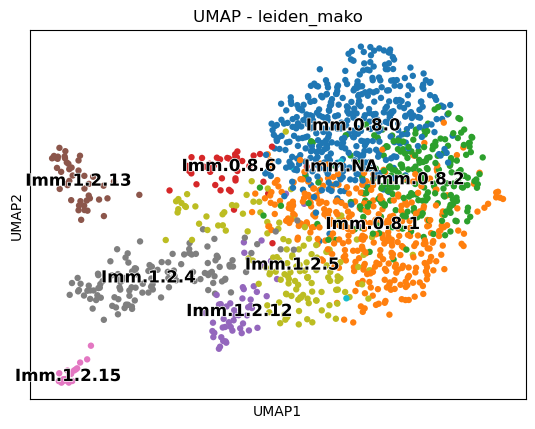 UMAP - leiden_mako
Imm.0.8.0
Imm.0.8.6
Imm.NA
Imm.1.2.13
Imm.0.8.2
Imm.0.8.1
Imm.1.2.5
Imm.1.2.4
Imm.1.2.12
Imm.1.2.15
UMAP2
UMAP1